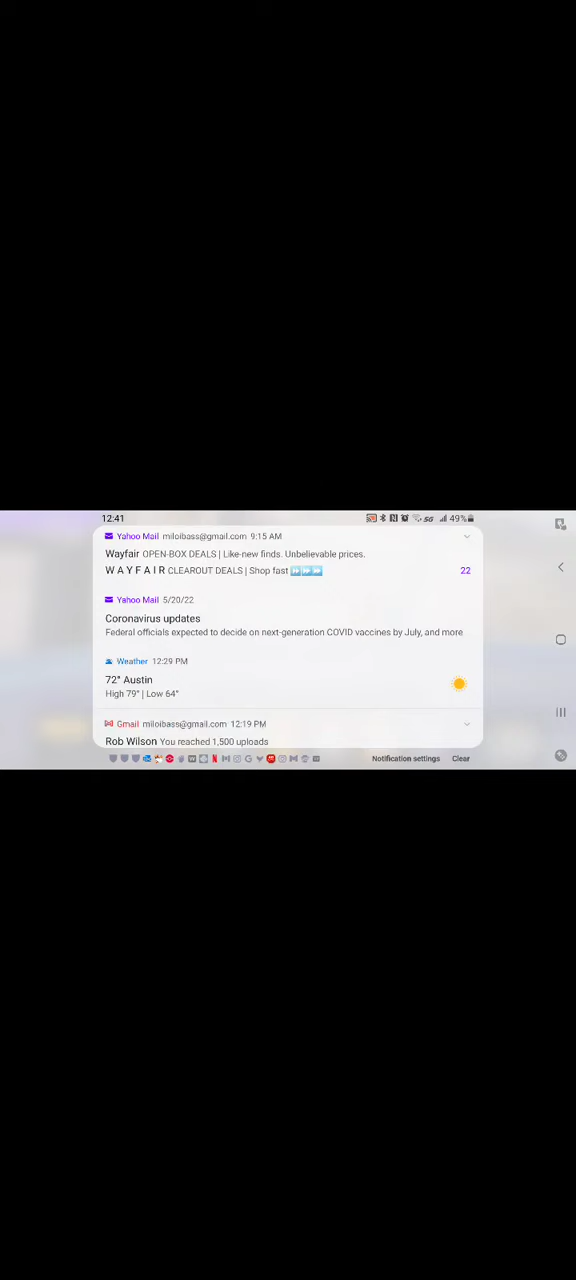 12:41
5G 49%
Yahoo Mail miloibass@gmail.com 9:15 AM
Wayfair OPEN-BOX DEALS | Like-new finds. Unbelievable prices.
W A Y F A I R CLEAROUT DEALS | Shop fast ⏩⏩⏩ 22
Yahoo Mail 5/20/22
Coronavirus updates
Federal officials expected to decide on next-generation COVID vaccines by July, and more
Weather 12:29 PM
72° Austin
High 79° | Low 64°
Gmail miloibass@gmail.com 12:19 PM
Rob Wilson You reached 1,500 uploads
Notification settings Clear